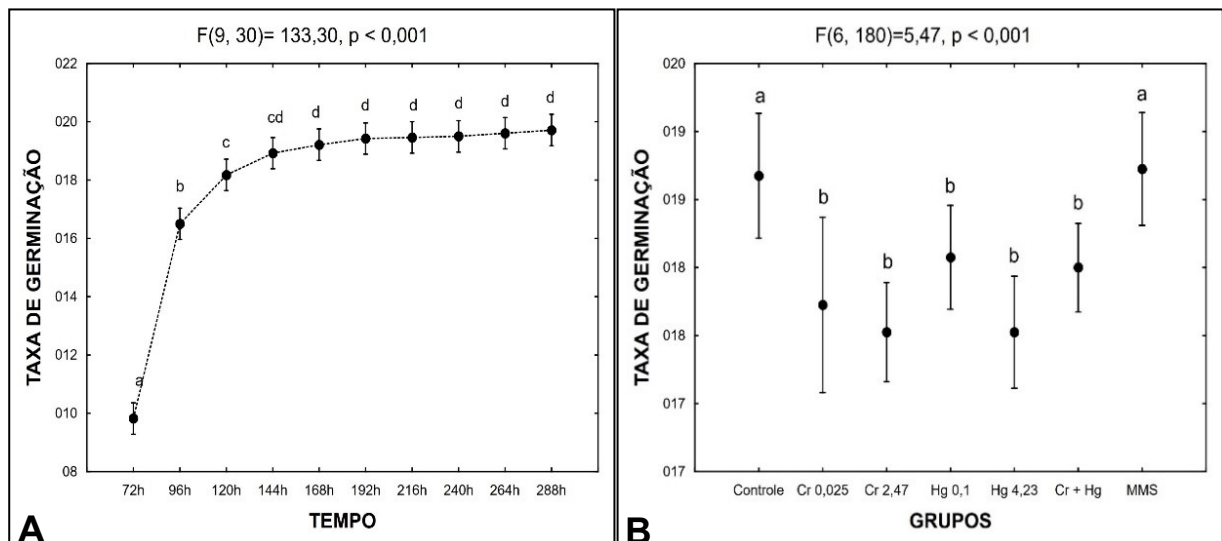 F(9, 30)= 133,30, p < 0,001
TAXA DE GERMINAÇÃO
022
020
018
016
014
012
010
08
a
b
c
cd
d
d
d
d
d
d
72h 96h 120h 144h 168h 192h 216h 240h 264h 288h
TEMPO
A
F(6, 180)=5,47, p < 0,001
TAXA DE GERMINAÇÃO
020
019
019
018
018
017
017
a
b
b
b
b
b
a
Controle Cr 0,025 Cr 2,47 Hg 0,1 Hg 4,23 Cr + Hg MMS
GRUPOS
B